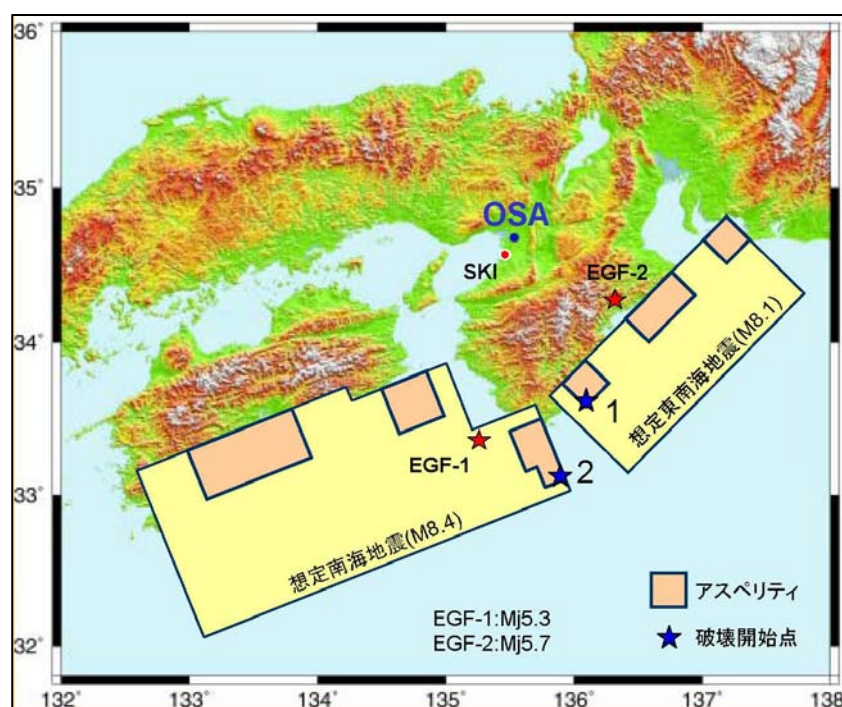 36˚
35˚
34˚
33˚
32˚
132˚
133˚
134˚
135˚
136˚
137˚
138
OSA
SKI
EGF-2
EGF-1
1
2
想定東南海地震(M8.1)
想定南海地震(M8.4)
EGF-1:Mj5.3
EGF-2:Mj5.7
アスペリティ
破壊開始点